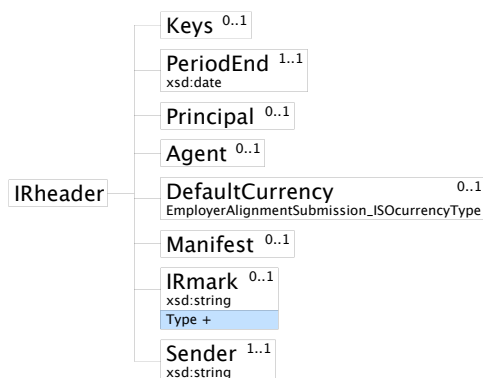 Keys 0..1
PeriodEnd 1..1
xsd:date
Principal 0..1
Agent 0..1
IRheader
DefaultCurrency 0..1
EmployerAlignmentSubmission_ISOcurrencyType
Manifest 0..1
IRmark 0..1
xsd:string
Type +
Sender 1..1
xsd:string